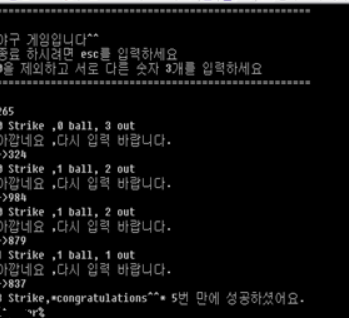 야구 게임입니다^^
종료 하시려면 esc를 입력하세요
0을 제외하고 서로 다른 숫자 3개를 입력하세요
265
0 Strike ,0 ball, 3 out
아깝네요 ,다시 입력 바랍니다.
->324
0 Strike ,1 ball, 2 out
아깝네요 ,다시 입력 바랍니다.
->984
0 Strike ,1 ball, 2 out
아깝네요 ,다시 입력 바랍니다.
->879
1 Strike ,1 ball, 1 out
아깝네요 ,다시 입력 바랍니다.
->837
3 Strike,*congratulations^^* 5번 만에 성공하셨어요.